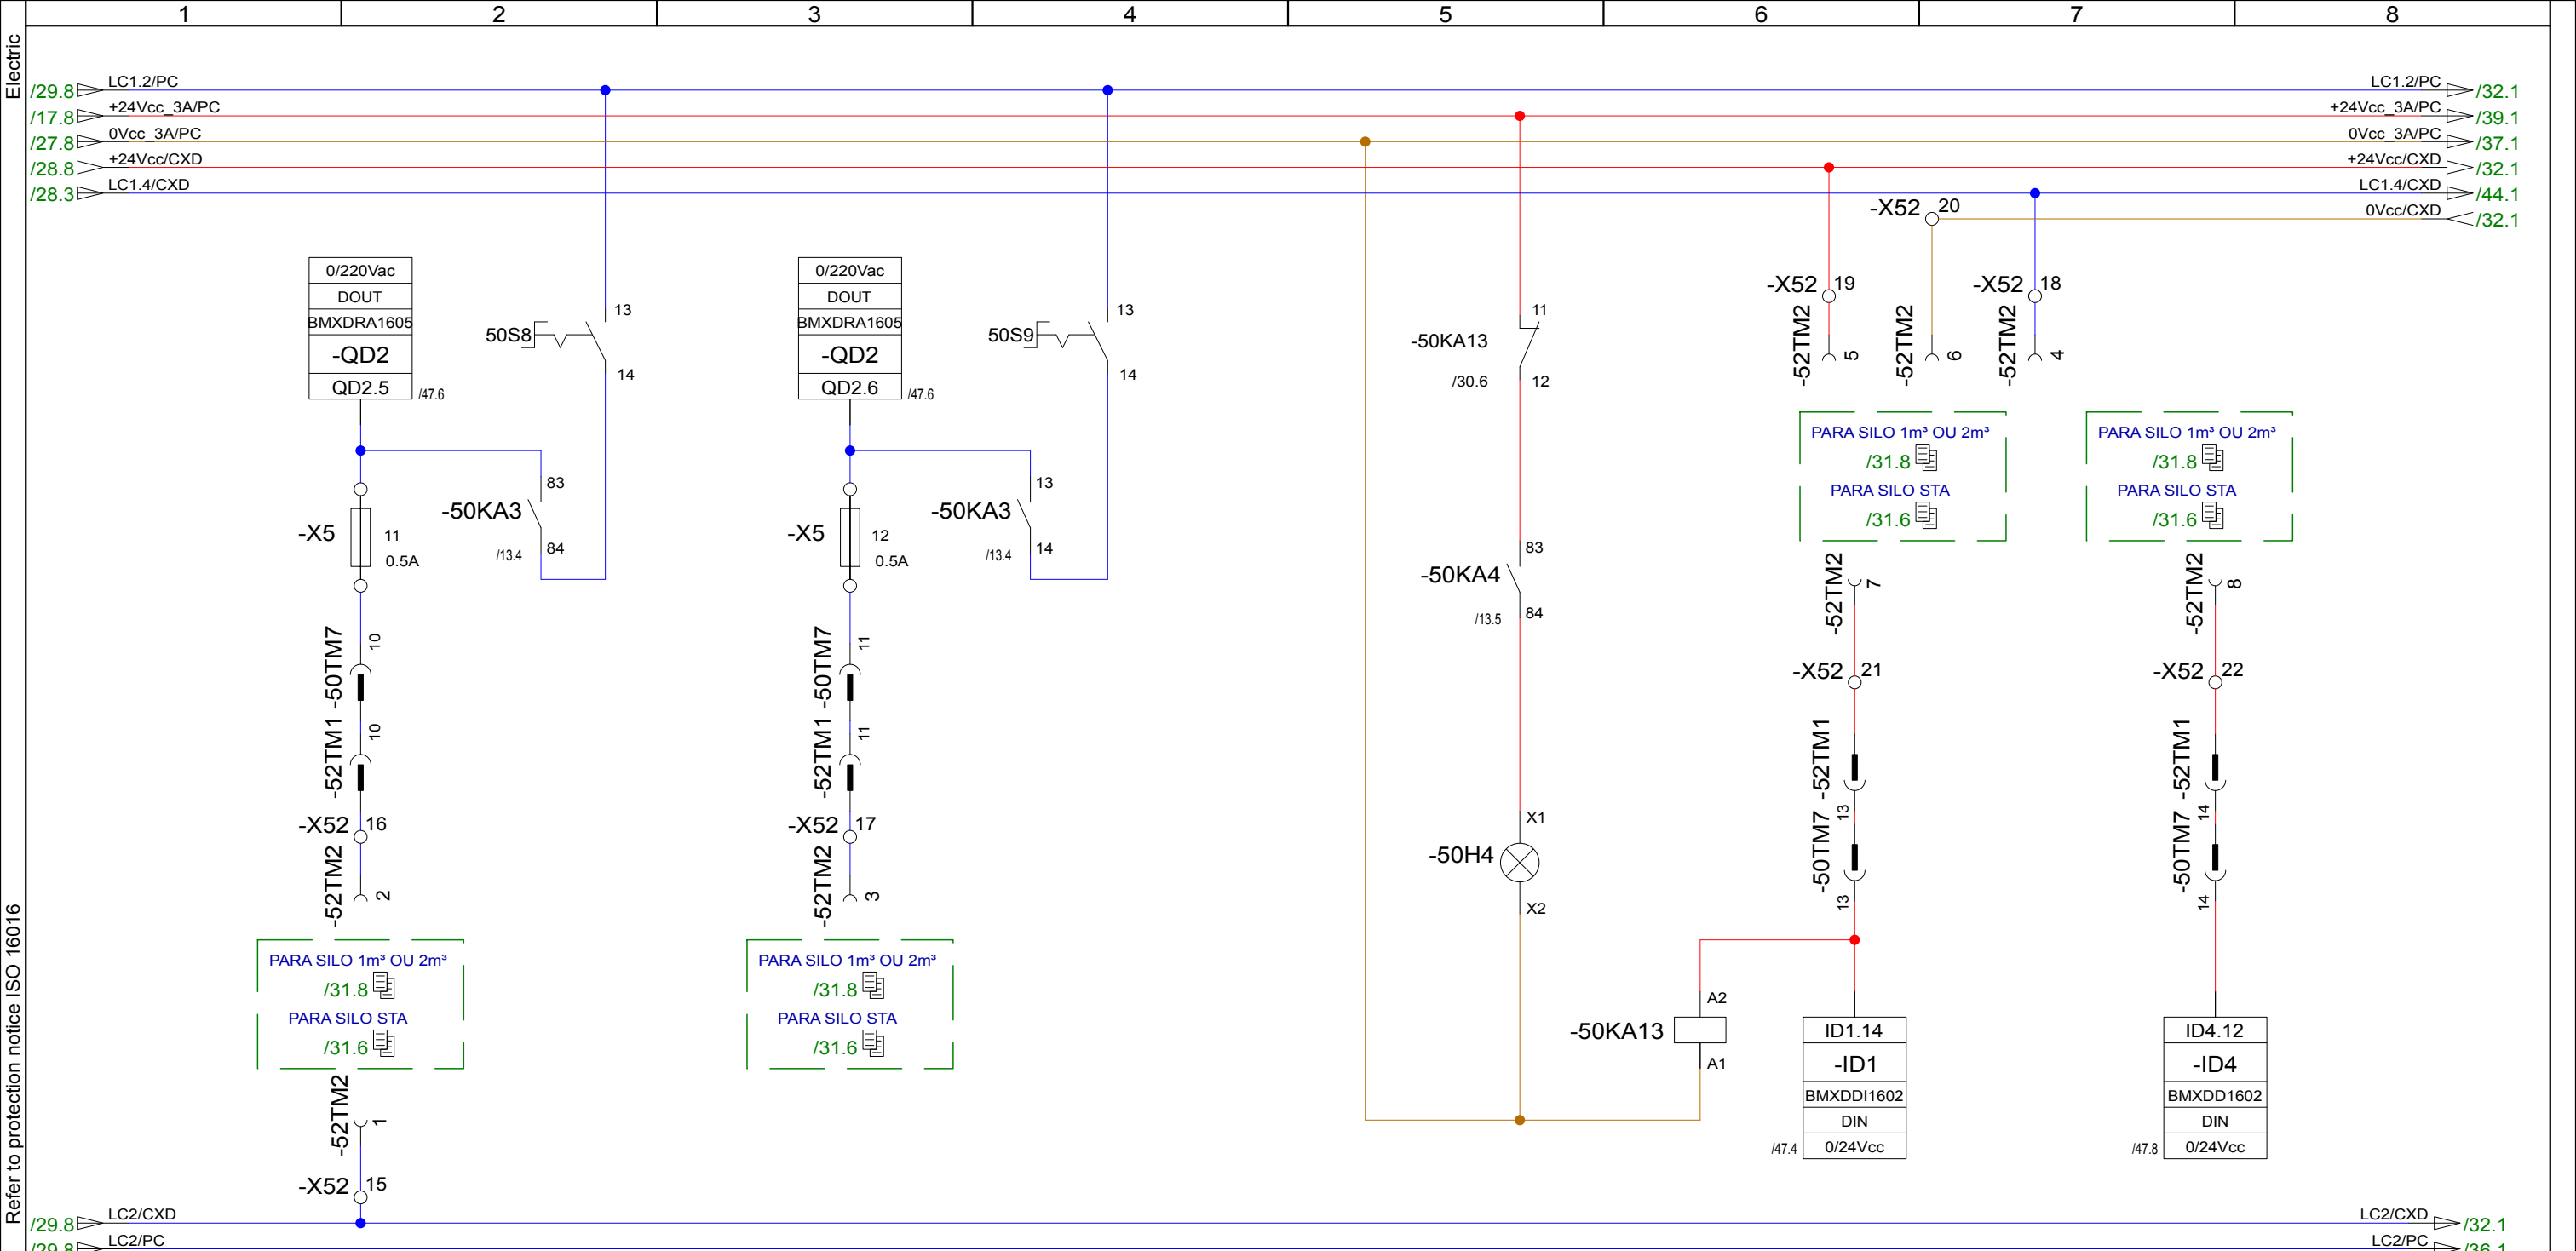 1 2 3 4 5 6 7 8
Electric
/29.8 LC1.2/PC LC1.2/PC /32.1
/17.8 +24Vcc_3A/PC +24Vcc_3A/PC /39.1
/27.8 0Vcc_3A/PC 0Vcc_3A/PC /37.1
/28.8 +24Vcc/CXD +24Vcc/CXD /32.1
/28.3 LC1.4/CXD LC1.4/CXD /44.1
-X52 20 0Vcc/CXD /32.1
0/220Vac
DOUT
BMXDRA1605
-QD2
QD2.5
/47.6
50S8
13
14
-X5
11
0.5A
-50KA3
/13.4
83
84
-50TM7
10
-52TM1
10
-X52 16
-52TM2
2
PARA SILO 1m³ OU 2m³
/31.8
PARA SILO STA
/31.6
-52TM2
1
-X52 15
0/220Vac
DOUT
BMXDRA1605
-QD2
QD2.6
/47.6
50S9
13
14
-X5
12
0.5A
-50KA3
/13.4
13
14
-50TM7
11
-52TM1
11
-X52 17
-52TM2
3
PARA SILO 1m³ OU 2m³
/31.8
PARA SILO STA
/31.6
-50KA13
/30.6
11
12
-50KA4
/13.5
83
84
-50H4
X1
X2
-50KA13
A2
A1
-X52 19
-52TM2
5
-52TM2
6
-X52 18
-52TM2
4
PARA SILO 1m³ OU 2m³
/31.8
PARA SILO STA
/31.6
-52TM2
7
-X52 21
-52TM1
13
-50TM7
13
ID1.14
-ID1
BMXDDI1602
DIN
0/24Vcc
/47.4
PARA SILO 1m³ OU 2m³
/31.8
PARA SILO STA
/31.6
-52TM2
8
-X52 22
-52TM1
14
-50TM7
14
ID4.12
-ID4
BMXDD1602
DIN
0/24Vcc
/47.8
Refer to protection notice ISO 16016
/29.8 LC2/CXD LC2/CXD /32.1
/29.8 LC2/PC LC2/PC /36.1